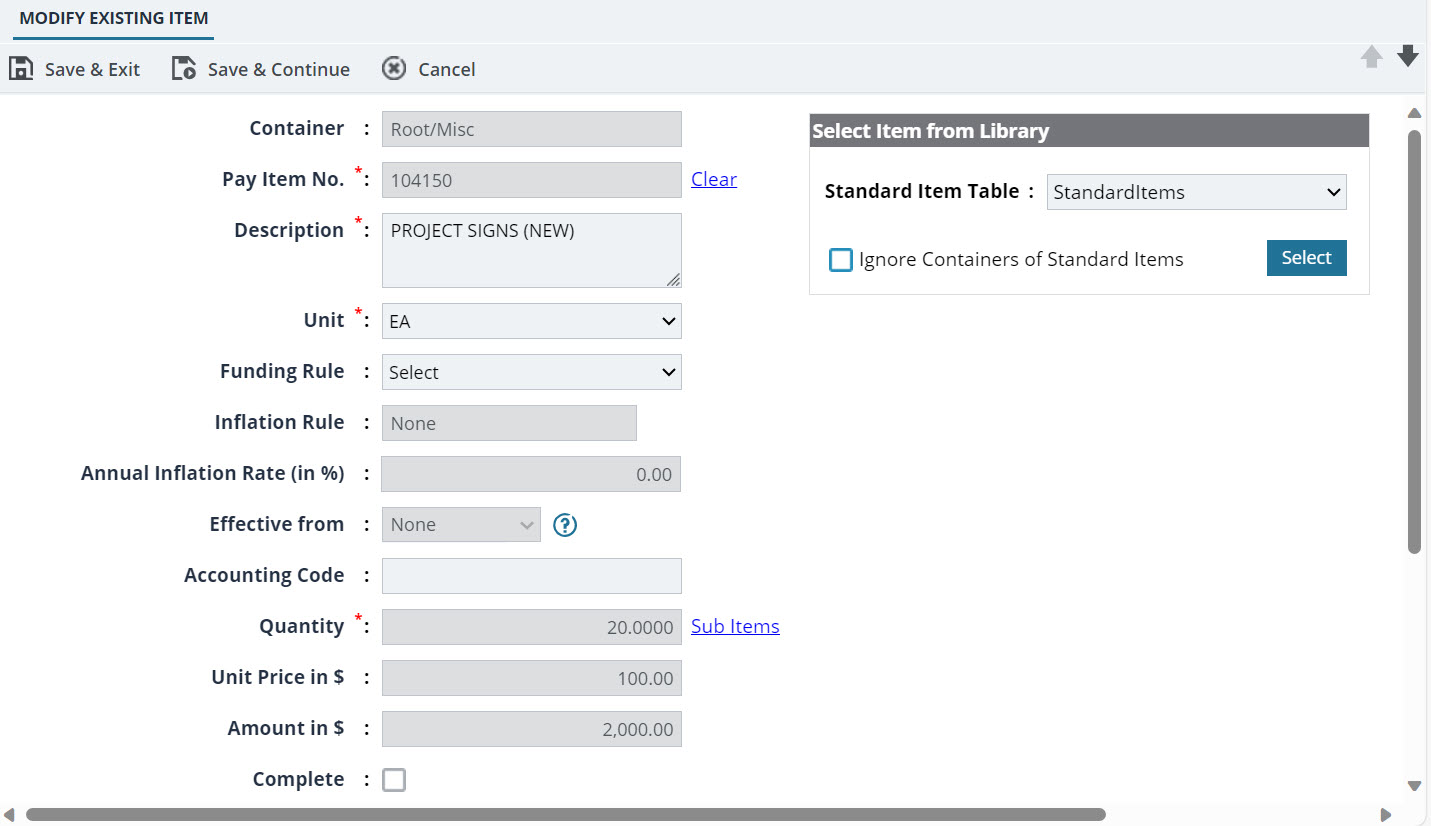 MODIFY EXISTING ITEM
Save & Exit Save & Continue Cancel
Container : Root/Misc
Pay Item No. *: 104150 Clear
Description *: PROJECT SIGNS (NEW)
Unit *: EA
Funding Rule : Select
Inflation Rule : None
Annual Inflation Rate (in %) : 0.00
Effective from : None ?
Accounting Code :
Quantity *: 20.0000 Sub Items
Unit Price in $ : 100.00
Amount in $ : 2,000.00
Complete :
Select Item from Library
Standard Item Table : StandardItems
Ignore Containers of Standard Items Select